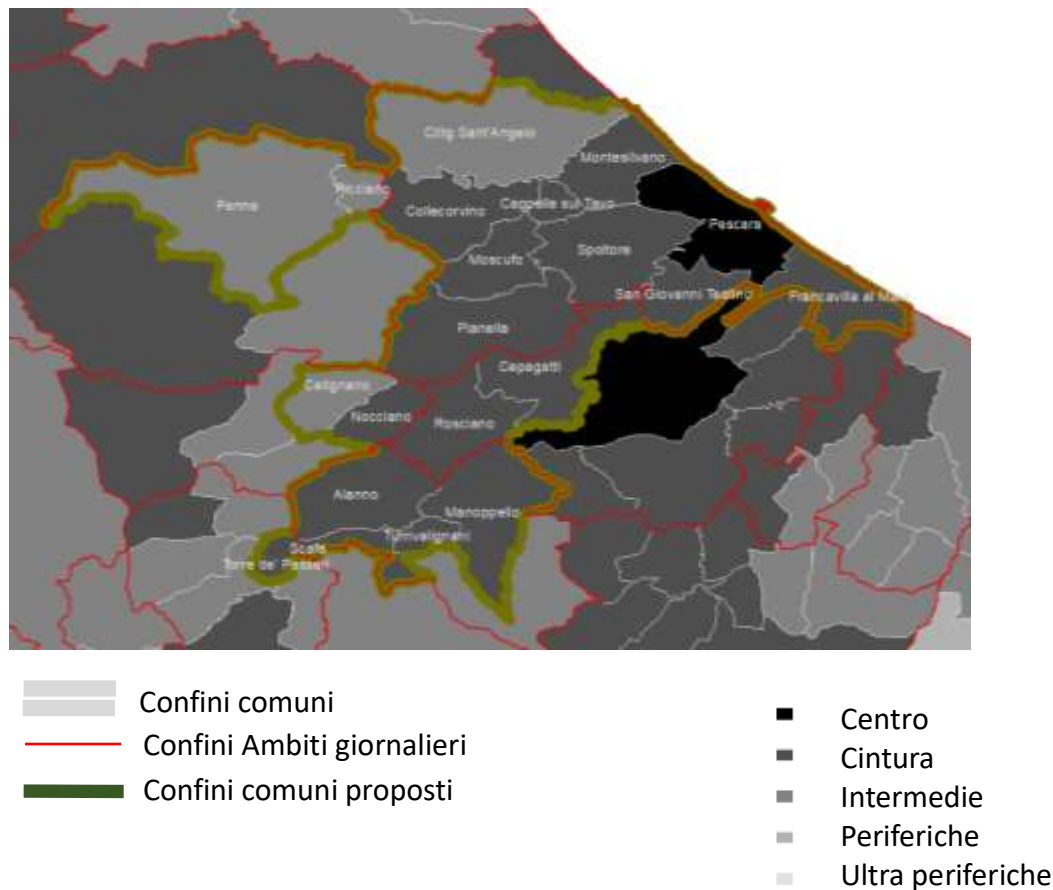 Città Sant'Angelo
Montesilvano
Penne
Picciano
Collecorvino
Cappelle sul Tavo
Pescara
Moscufo
Spoltore
San Giovanni Teatino
Francavilla al Ma
Pianella
Cepagatti
Catignano
Nocciano
Rosciano
Alanno
Manoppello
Turrivalignani
Scafa
Torre de' Passeri
Confini comuni
Confini Ambiti giornalieri
Confini comuni proposti
Centro
Cintura
Intermedie
Periferiche
Ultra periferiche